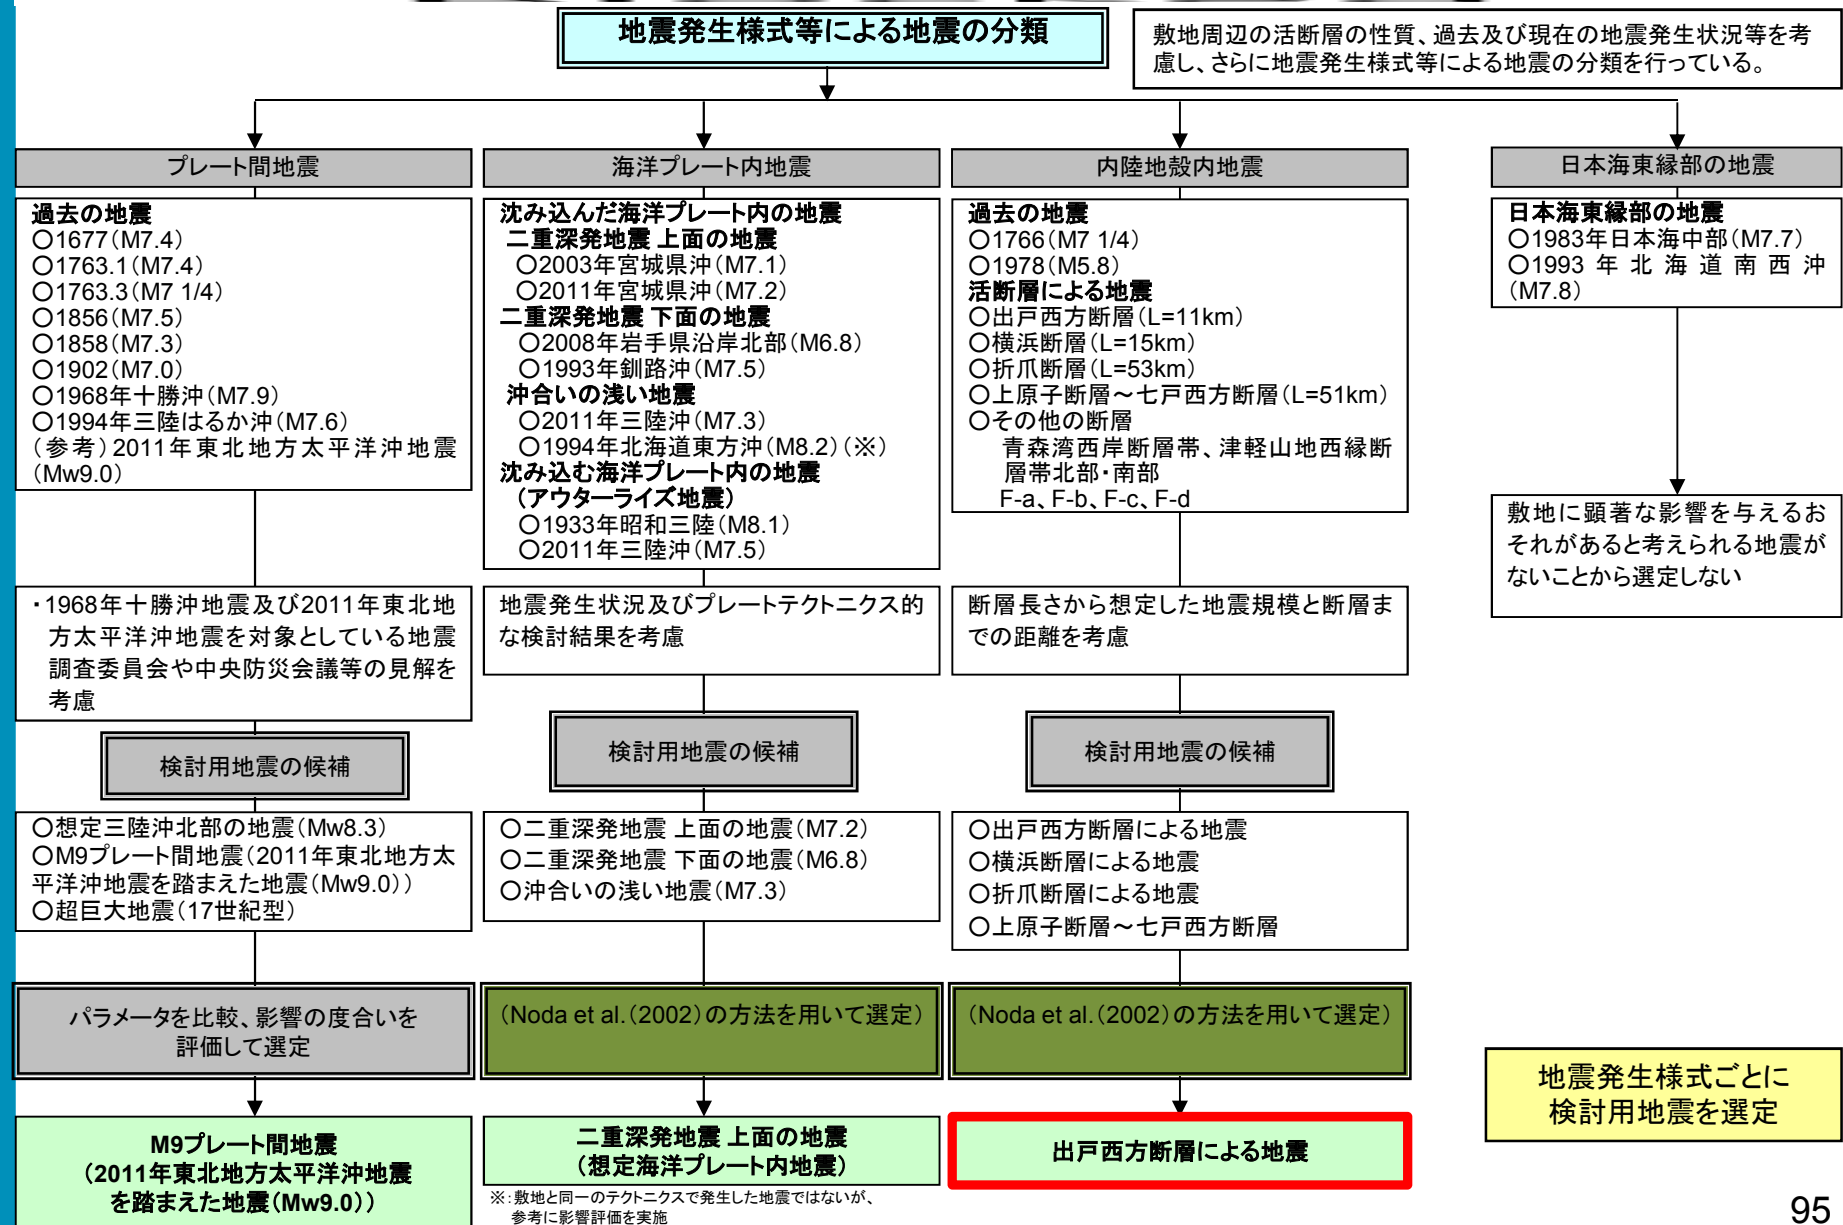 地震発生様式等による地震の分類
敷地周辺の活断層の性質、過去及び現在の地震発生状況等を考
慮し、さらに地震発生様式等による地震の分類を行っている。
プレート間地震
過去の地震
○1677(M7.4)
○1763.1(M7.4)
○1763.3(M7 1/4)
○1856(M7.5)
○1858(M7.3)
○1902(M7.0)
○1968年十勝沖(M7.9)
○1994年三陸はるか沖(M7.6)
(参考)2011年東北地方太平洋沖地震
(Mw9.0)
・1968年十勝沖地震及び2011年東北地
方太平洋沖地震を対象としている地震
調査委員会や中央防災会議等の見解を
考慮
検討用地震の候補
○想定三陸沖北部の地震(Mw8.3)
○M9プレート間地震(2011年東北地方太
平洋沖地震を踏まえた地震(Mw9.0))
○超巨大地震(17世紀型)
パラメータを比較、影響の度合いを
評価して選定
M9プレート間地震
(2011年東北地方太平洋沖地震
を踏まえた地震(Mw9.0))
海洋プレート内地震
沈み込んだ海洋プレート内の地震
二重深発地震 上面の地震
○2003年宮城県沖(M7.1)
○2011年宮城県沖(M7.2)
二重深発地震 下面の地震
○2008年岩手県沿岸北部(M6.8)
○1993年釧路沖(M7.5)
沖合いの浅い地震
○2011年三陸沖(M7.3)
○1994年北海道東方沖(M8.2)(※)
沈み込む海洋プレート内の地震
(アウターライズ地震)
○1933年昭和三陸(M8.1)
○2011年三陸沖(M7.5)
地震発生状況及びプレートテクトニクス的
な検討結果を考慮
検討用地震の候補
○二重深発地震 上面の地震(M7.2)
○二重深発地震 下面の地震(M6.8)
○沖合いの浅い地震(M7.3)
(Noda et al.(2002)の方法を用いて選定)
二重深発地震 上面の地震
(想定海洋プレート内地震)
※:敷地と同一のテクトニクスで発生した地震ではないが、
参考に影響評価を実施
内陸地殻内地震
過去の地震
○1766(M7 1/4)
○1978(M5.8)
活断層による地震
○出戸西方断層(L=11km)
○横浜断層(L=15km)
○折爪断層(L=53km)
○上原子断層～七戸西方断層(L=51km)
○その他の断層
青森湾西岸断層帯、津軽山地西縁断
層帯北部・南部
F-a、F-b、F-c、F-d
断層長さから想定した地震規模と断層ま
での距離を考慮
検討用地震の候補
○出戸西方断層による地震
○横浜断層による地震
○折爪断層による地震
○上原子断層～七戸西方断層
(Noda et al.(2002)の方法を用いて選定)
出戸西方断層による地震
日本海東縁部の地震
日本海東縁部の地震
○1983年日本海中部(M7.7)
○1993年北海道南西沖
(M7.8)
敷地に顕著な影響を与えるお
それがあると考えられる地震が
ないことから選定しない
地震発生様式ごとに
検討用地震を選定
95